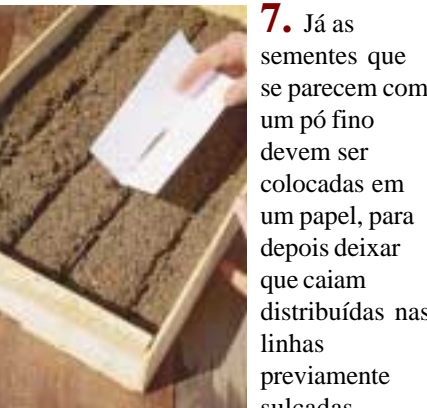 7. Já as
sementes que
se parecem com
um pó fino
devem ser
colocadas em
um papel, para
depois deixar
que caiam
distribuídas nas
linhas
previamente
sulcadas